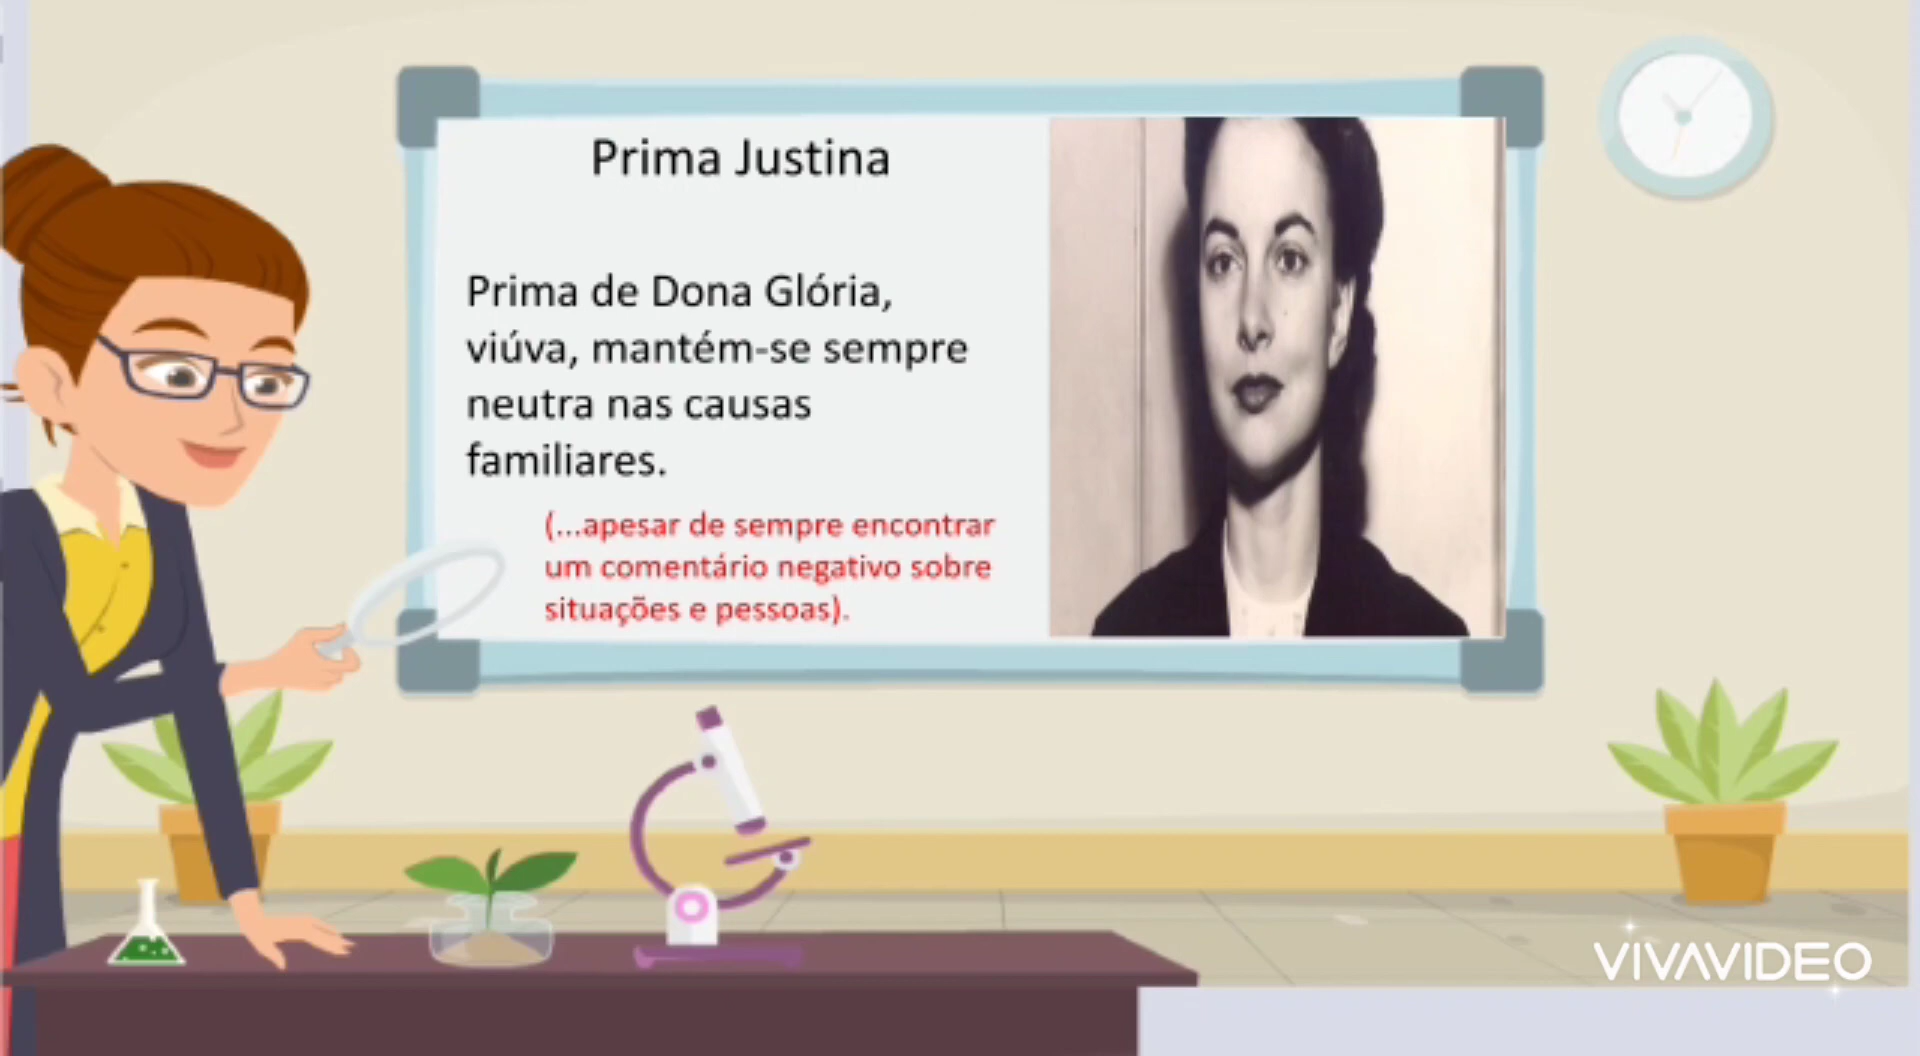 Prima Justina
Prima de Dona Glória,
viúva, mantém-se sempre
neutra nas causas
familiares.
(...apesar de sempre encontrar
um comentário negativo sobre
situações e pessoas).
VIVAVIDEO